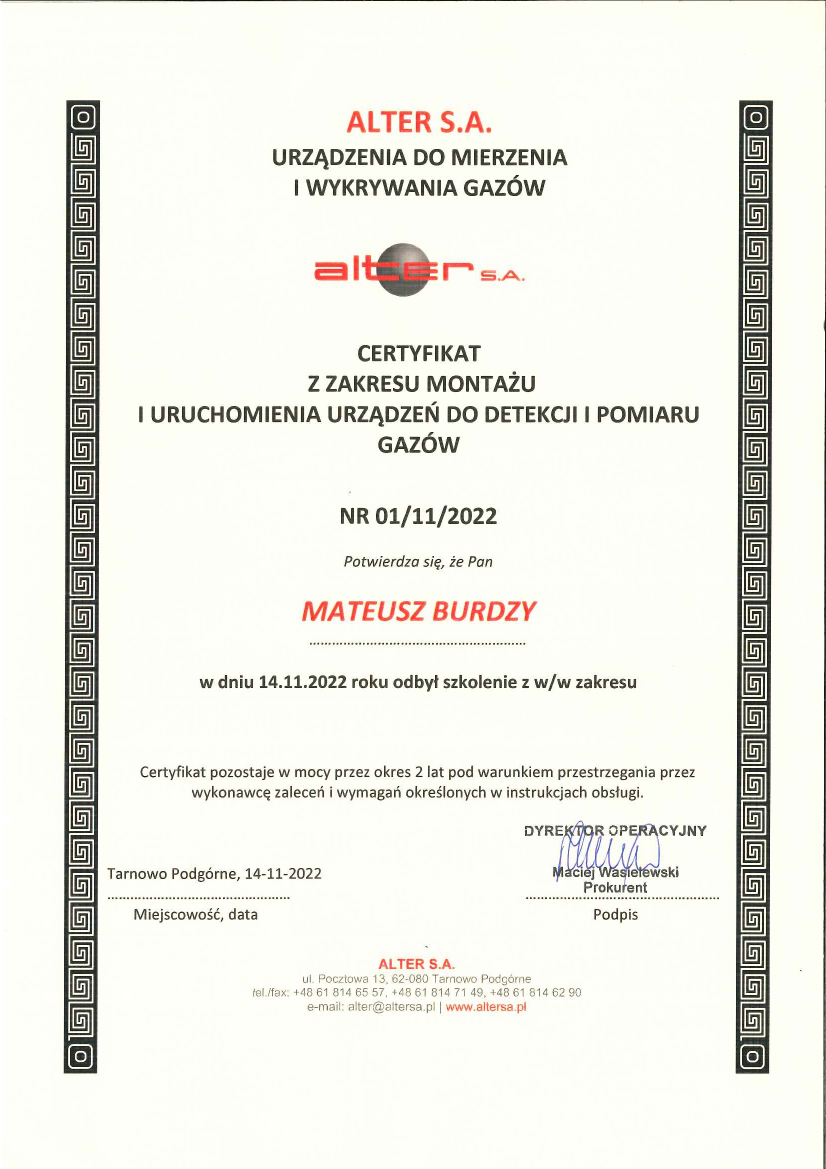 ALTER S.A.
URZĄDZENIA DO MIERZENIA
I WYKRYWANIA GAZÓW
alter S.A.
CERTYFIKAT
Z ZAKRESU MONTAŻU
I URUCHOMIENIA URZĄDZEŃ DO DETEKCJI I POMIARU
GAZÓW
NR 01/11/2022
Potwierdza się, że Pan
MATEUSZ BURDZY
w dniu 14.11.2022 roku odbył szkolenie z w/w zakresu
Certyfikat pozostaje w mocy przez okres 2 lat pod warunkiem przestrzegania przez
wykonawcę zaleceń i wymagań określonych w instrukcjach obsługi.
DYREKTOR OPERACYJNY
Maciej Wasielewski
Prokurent
Tarnowo Podgórne, 14-11-2022
Miejscowość, data
Podpis
ALTER S.A.
ul. Pocztowa 13, 62-080 Tarnowo Podgórne
tel./fax: +48 61 814 65 57, +48 61 814 71 49, +48 61 814 62 90
e-mail: alter@altersa.pl | www.altersa.pl